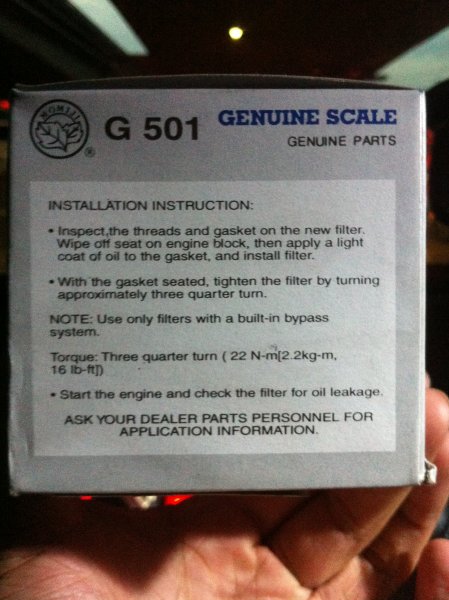 G 501
GENUINE SCALE
GENUINE PARTS
®
INSTALLATION INSTRUCTION:
• Inspect,the threads and gasket on the new filter.
Wipe off seat on engine block, then apply a light
coat of oil to the gasket, and install filter.
• With the gasket seated, tighten the filter by turning
approximately three quarter turn.
NOTE: Use only filters with a built-in bypass
system.
Torque: Three quarter turn ( 22 N-m[2.2kg-m,
16 lb-ft])
• Start the engine and check the filter for oil leakage.
ASK YOUR DEALER PARTS PERSONNEL FOR
APPLICATION INFORMATION.